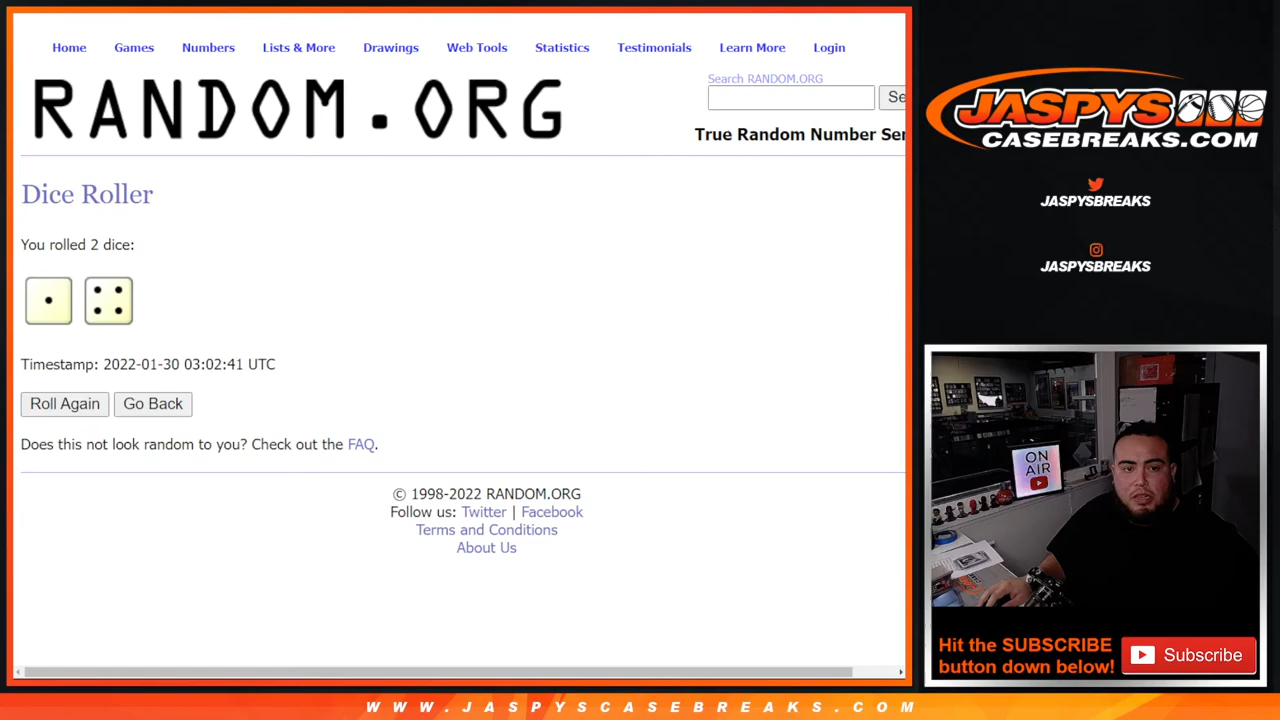 Home Games Numbers Lists & More Drawings Web Tools Statistics Testimonials Learn More Login
RANDOM.ORG
Search RANDOM.ORG
Se
True Random Number Ser
Dice Roller
You rolled 2 dice:
Timestamp: 2022-01-30 03:02:41 UTC
Roll Again Go Back
Does this not look random to you? Check out the FAQ.
© 1998-2022 RANDOM.ORG
Follow us: Twitter | Facebook
Terms and Conditions
About Us
JASPYS
CASEBREAKS.COM
JASPYSBREAKS
JASPYSBREAKS
ON
AIR
Hit the SUBSCRIBE
button down below!
Subscribe
WWW.JASPYSCASEBREAKS.COM